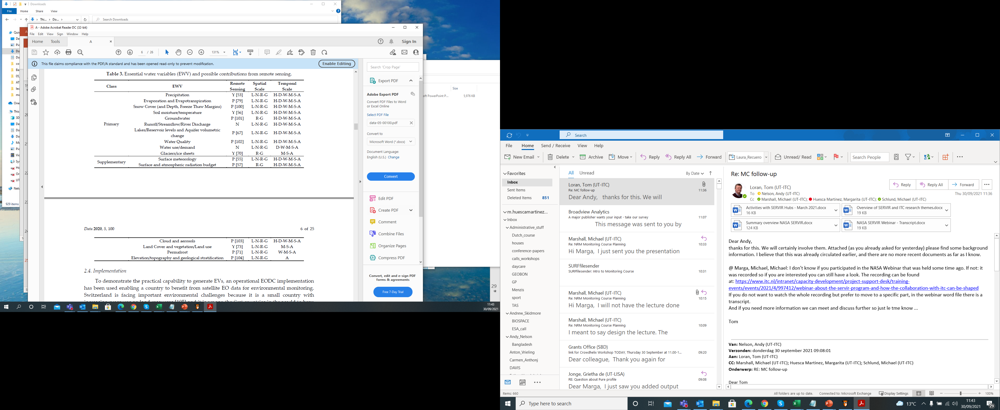 Downloads
File Home Share View
Thi... Do... Search Downloads
A - Adobe Acrobat Reader DC (32-bit)
File Edit View Sign Window Help
Home Tools A Sign In
6 / 26 131%
This file claims compliance with the PDF/A standard and has been opened read-only to prevent modification. Enable Editing
Table 3. Essential water variables (EWV) and possible contributions from remote sensing.
Class EWV Remote Sensing Spatial Scale Temporal Scale
Precipitation Y [53] L-N-R-G H-D-W-M-S-A
Evaporation and Evapotranspiration P [79] L-N-R-G H-D-W-M-S-A
Snow Cover (and Depth, Freeze Thaw Margins) P [100] L-N-R-G H-D-W-M-S-A
Soil moisture/temperature Y [56] L-N-R-G H-D-W-M-S-A
Groundwater P [101] R-G H-D-W-M-S-A
Primary Runoff/Streamflow/River Discharge N L-N-R-G H-D-W-M-S-A
Lakes/Reservoir levels and Aquifer volumetric
change P [67] L-N-R-G H-D-W-M-S-A
Water Quality P [102] L-N-R-G H-D-W-M-S-A
Water use/demand N L-N-R-G D-W-M-S-A
Glaciers/ice sheets Y [70] R-G M-S-A
Supplementary Surface meteorology P [55] L-N-R-G H-D-W-M-S-A
Surface and atmospheric radiation budget P [57] R-G H-D-W-M-S-A
Data 2020, 5, 100 6 of 25
Cloud and aerosols P [103] L-N-R-G H-D-W-M-S-A
Land Cover and vegetation/Land use Y [73] L-N-R-G M-S-A
Permafrost P [71] L-N-R-G W-M-S-A
Elevation/topography and geological stratification P [104] L-N-R-G A
2.4. Implementation
To demonstrate the practical capability to generate EVs, an operational EODC implementation
has been used enabling a country to benefit from satellite EO data for environmental monitoring.
Switzerland is facing important environmental challenges because it is a small country with
Search 'Crop Page'
Export PDF
Adobe Export PDF
Convert PDF Files to Word
or Excel Online
Select PDF File
data-05-00100.pdf
Convert to
Microsoft Word (*.docx)
Document Language:
English (U.S.) Change
Convert
Edit PDF
Create PDF
Comment
Combine Files
Organize Pages
Compress PDF
Convert, edit and e-sign PDF
forms & agreements
Free 7-Day Trial
Size
oft PowerPoint P... 5,976 KB
929 items
29
11:43
30/09/2021
Search
File Home Send / Receive View Help
New Email Delete Archive Move Reply Reply All Forward Laura_Recuero Unread/ Read Search People
Favorites
Inbox
Sent Items
Deleted Items 851
m.huescamartinez...
Inbox
Administrative_stuff
Dutch_course
houses
conference-papers
calls_workshops
daycare
GEOBON
GP
Menzis
sport
TAS
Andrew_Skidmore
BIOSPACE
ESA_call
Andy_Nelson
Bangladesh
Anton_Vrieling
Carmen_Anthonj
DAVIS
All Unread By Date
Loran, Tom (UT-ITC)
Re: MC follow-up 11:36
Dear Andy, thanks for this. We will
Broadview Analytics
A major publisher wants your input - take our survey 11:07
This message was sent to you by
Marshall, Michael (UT-ITC)
Re: NRM Monitoring Course Planning 10:33
Hi Marga, I just sent you the presentation
SURFfilesender
SURFfilesender: Intro to Monitoring Course 10:31
Marshall, Michael (UT-ITC)
Re: NRM Monitoring Course Planning 10:15
Hi Marga, I will not have the lecture done
Marshall, Michael (UT-ITC)
Re: NRM Monitoring Course Planning 10:09
I meant to say design the lecture. The
Grants Office (SBD)
link for Crowdhelix Workshop TODAY, Thursday 30 September at 11.00-1... 09:20
Dear colleague, Thank you again for
Jonge, Grietha de (UT-LISA)
RE: Question about Pure profile 09:08
Dear Marga, I just saw you added output
Re: MC follow-up
Loran, Tom (UT-ITC) Reply Reply All Forward
To Nelson, Andy (UT-ITC) Thu 30/09/2021 11:36
Cc Marshall, Michael (UT-ITC); Huesca Martinez, Margarita (UT-ITC); Schlund, Michael (UT-ITC)
Activities with SERVIR Hubs - March 2021.docx
16 KB
Overview of SERVIR and ITC research themes.docx
19 KB
Summary overview NASA SERVIR.docx
124 KB
NASA SERVIR Webinar - Transcript.docx
19 KB
Dear Andy,
thanks for this. We will certainly involve them. Attached (as you already asked for yesterday) please find some background
information. I believe that this was already circulated earlier, and there are no more recent documents as far as I know.
@ Marga, Michael, Michael: I don't know if you participated in the NASA Webinar that was held some time ago. If not: it
was recorded so if you are interested you can still have a look. The recording can be found
at: https://www.itc.nl/intranet/capacity-development/project-support-desk/training-
events/events/2021/4/997412/webinar-about-the-servir-program-and-how-the-collaboration-with-itc-can-be-shaped
If you do not want to watch the whole recording but prefer to move to a specific part, in the webinar word file there is a
transcript.
And if you need more information we can meet and discuss further so just le tme know ...
Tom
Van: Nelson, Andy (UT-ITC)
Verzonden: donderdag 30 september 2021 09:08:01
Aan: Loran, Tom (UT-ITC)
CC: Marshall, Michael (UT-ITC); Huesca Martinez, Margarita (UT-ITC); Schlund, Michael (UT-ITC)
Onderwerp: RE: MC follow-up
Dear Tom
Items: 660 All folders are up to date. Connected to: Microsoft Exchange Display Settings 100%
Type here to search 13°C 11:43
30/09/2021 29